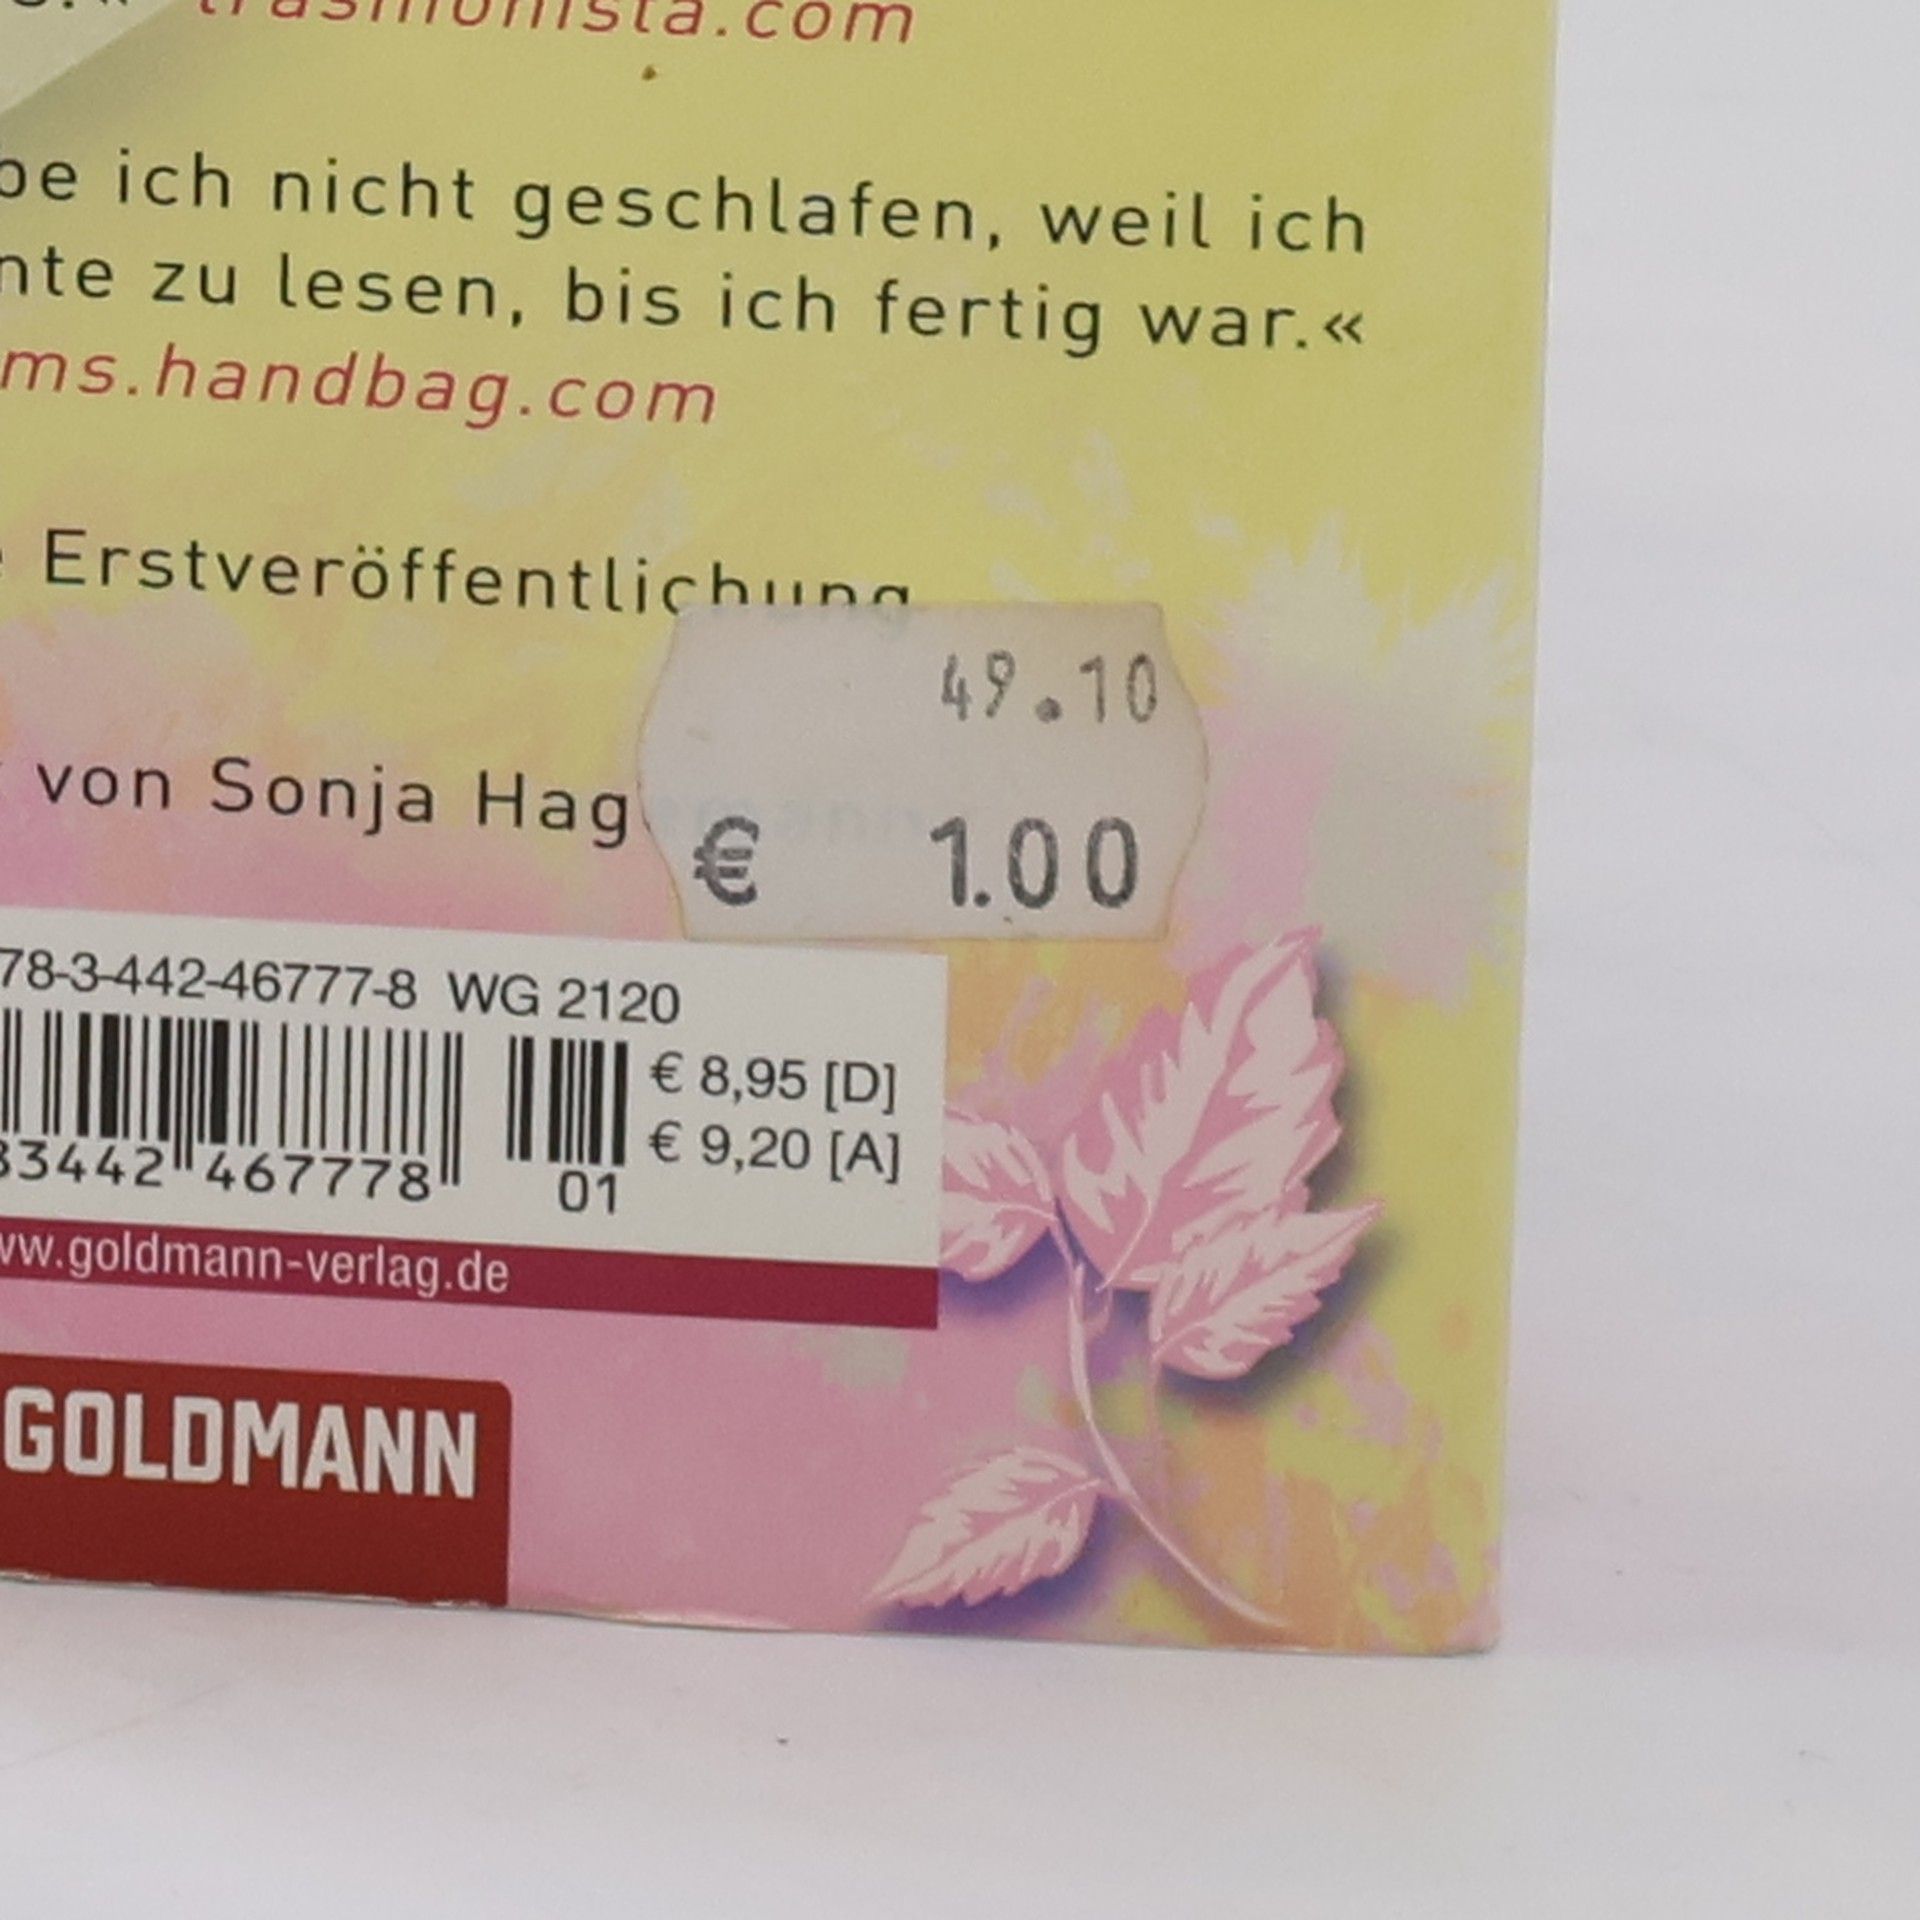 trashionista.com
be ich nicht geschlafen, weil ich
nte zu lesen, bis ich fertig war.«
ms.handbag.com
Erstveröffentlichung
49.10
von Sonja Hag
€ 1.00
78-3-442-46777-8 WG 2120
€ 8,95 [D]
€ 9,20 [A]
33442 467778
01
ww.goldmann-verlag.de
GOLDMANN